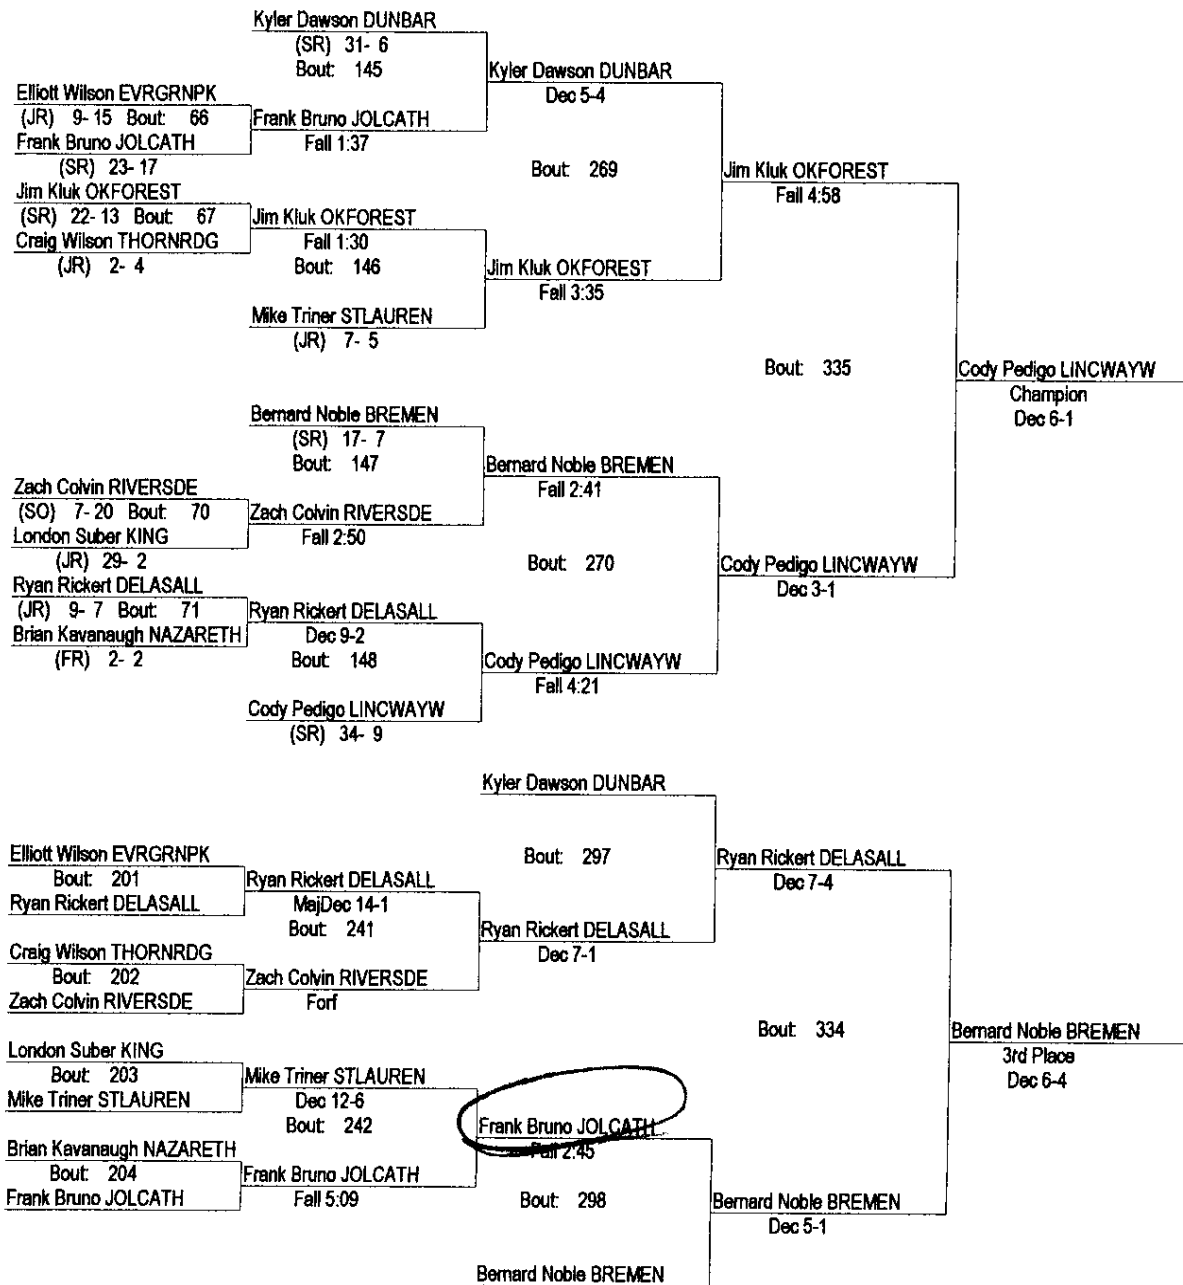 Kyler Dawson DUNBAR
(SR) 31- 6
Bout: 145
Kyler Dawson DUNBAR
Dec 5-4
Elliott Wilson EVRGRNPK
(JR) 9- 15 Bout: 66
Frank Bruno JOLCATH
Frank Bruno JOLCATH
Fall 1:37
(SR) 23- 17
Bout: 269
Jim Kluk OKFOREST
Fall 4:58
Jim Kluk OKFOREST
(SR) 22- 13 Bout: 67
Jim Kluk OKFOREST
Craig Wilson THORNRDG
Fall 1:30
(JR) 2- 4
Bout: 146
Jim Kluk OKFOREST
Fall 3:35
Mike Triner STLAUREN
(JR) 7- 5
Bout: 335
Cody Pedigo LINCWAYW
Champion
Dec 6-1
Bernard Noble BREMEN
(SR) 17- 7
Bout: 147
Bernard Noble BREMEN
Fall 2:41
Zach Colvin RIVERSDE
(SO) 7- 20 Bout: 70
Zach Colvin RIVERSDE
London Suber KING
Fall 2:50
(JR) 29- 2
Bout: 270
Cody Pedigo LINCWAYW
Dec 3-1
Ryan Rickert DELASALL
(JR) 9- 7 Bout: 71
Ryan Rickert DELASALL
Brian Kavanaugh NAZARETH
Dec 9-2
(FR) 2- 2
Bout: 148
Cody Pedigo LINCWAYW
Fall 4:21
Cody Pedigo LINCWAYW
(SR) 34- 9
Kyler Dawson DUNBAR
Bout: 297
Ryan Rickert DELASALL
Dec 7-4
Elliott Wilson EVRGRNPK
Bout: 201
Ryan Rickert DELASALL
Ryan Rickert DELASALL
MajDec 14-1
Bout: 241
Ryan Rickert DELASALL
Dec 7-1
Craig Wilson THORNRDG
Bout: 202
Zach Colvin RIVERSDE
Zach Colvin RIVERSDE
Forf
Bout: 334
Bernard Noble BREMEN
3rd Place
Dec 6-4
London Suber KING
Bout: 203
Mike Triner STLAUREN
Mike Triner STLAUREN
Dec 12-6
Bout: 242
Frank Bruno JOLCATH
Fall 2:45
Brian Kavanaugh NAZARETH
Bout: 204
Frank Bruno JOLCATH
Frank Bruno JOLCATH
Fall 5:09
Bout: 298
Bernard Noble BREMEN
Dec 5-1
Bernard Noble BREMEN